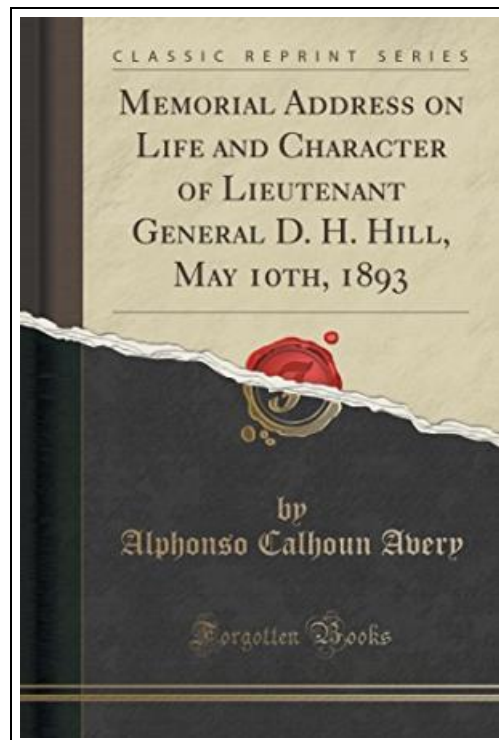 CLASSIC REPRINT SERIES
MEMORIAL ADDRESS ON
LIFE AND CHARACTER
OF LIEUTENANT
GENERAL D. H. HILL,
MAY 10TH, 1893
F
by
Alphonso Calhoun Avery
Forgotten Books